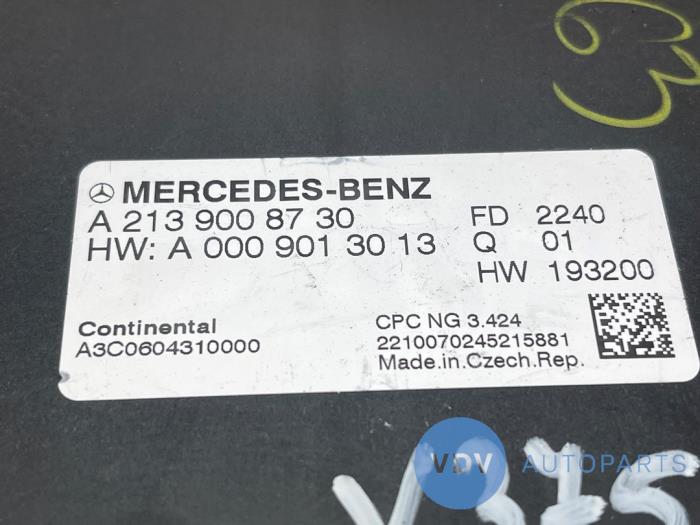 63
MERCEDES-BENZ
A 213 900 87 30 FD 2240
HW: A 000 901 30 13 Q 01
HW 193200
Continental CPC NG 3.424
A3C0604310000 2210070245215881
Made.in.Czech.Rep.
VDV AUTOPARTS